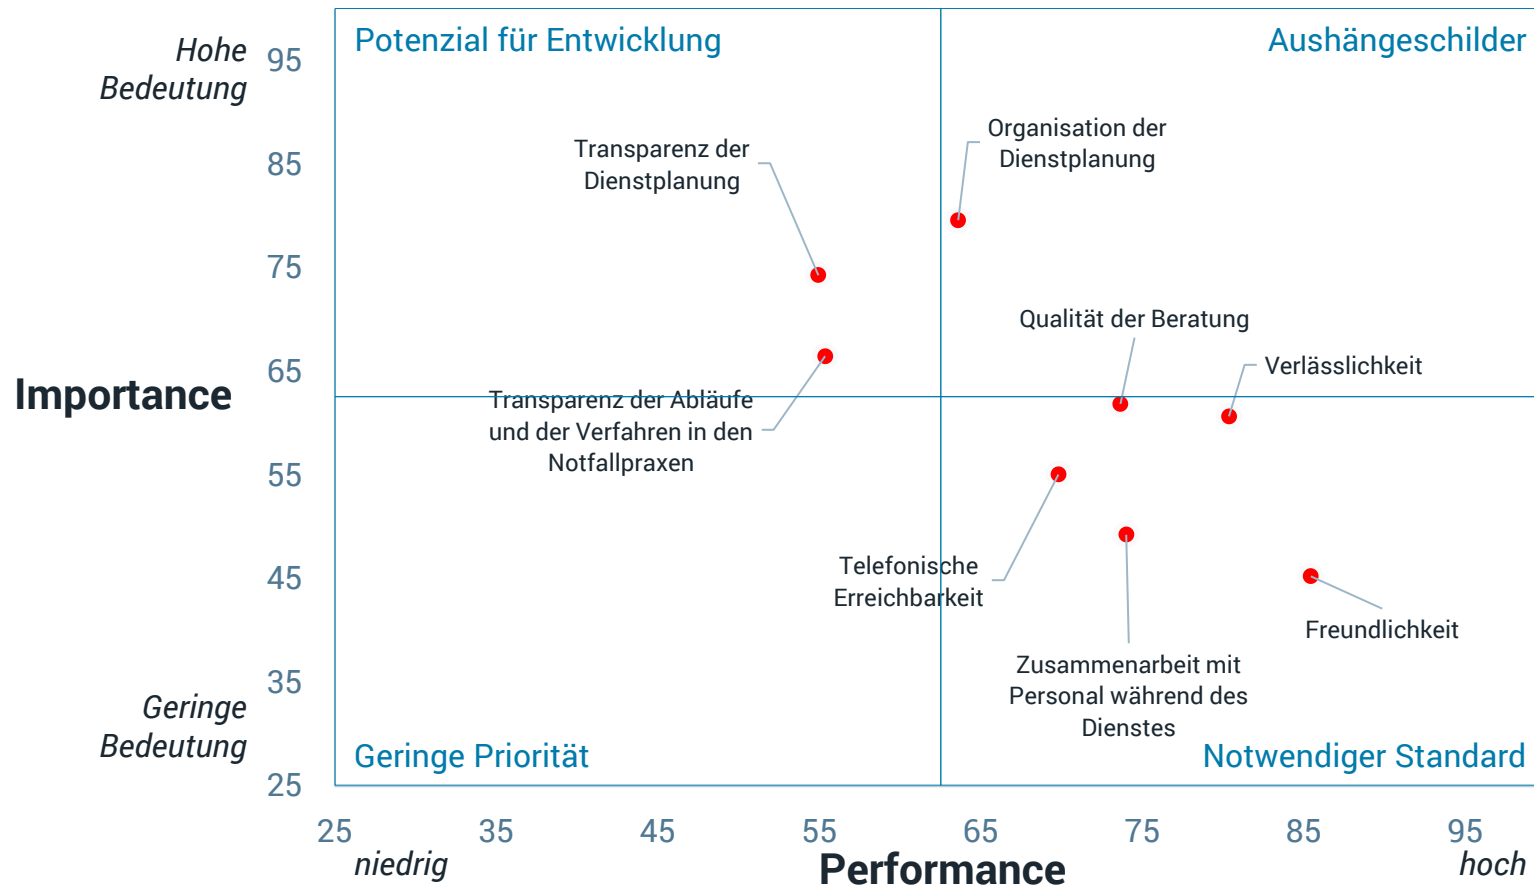 Potenzial für Entwicklung
Aushängeschilder
Hohe
Bedeutung
95
85
75
65
55
45
35
25
Importance
Geringe
Bedeutung
Organisation der
Dienstplanung
Transparenz der
Dienstplanung
Qualität der Beratung
Verlässlichkeit
Transparenz der Abläufe
und der Verfahren in den
Notfallpraxen
Telefonische
Erreichbarkeit
Freundlichkeit
Zusammenarbeit mit
Personal während des
Dienstes
Geringe Priorität
Notwendiger Standard
25 35 45 55 65 75 85 95
niedrig
Performance
hoch